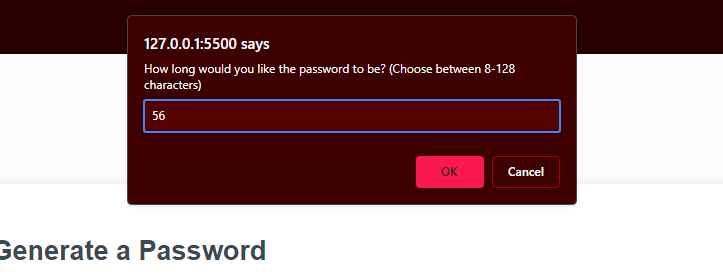 127.0.0.1:5500 says
How long would you like the password to be? (Choose between 8-128
characters)
56
OK
Cancel
Generate a Password